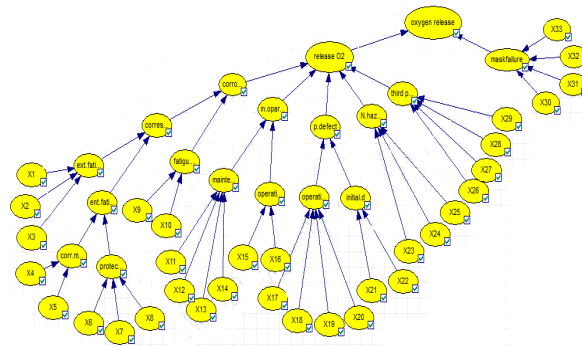 oxygen release
X33
release O2
maskfailure
X32
X31
X30
corro...
in.opar...
p.defect
N.haz...
third p...
corres...
X29
X28
X27
X26
X25
X24
X23
ext.fati...
fatigu...
mainte...
operati...
operati...
initial.d...
X1
X2
X3
ent.fati...
X9
X10
corr.m...
protec...
X4
X5
X6
X7
X8
X11
X12
X13
X14
X15
X16
X17
X18
X19
X20
X21
X22